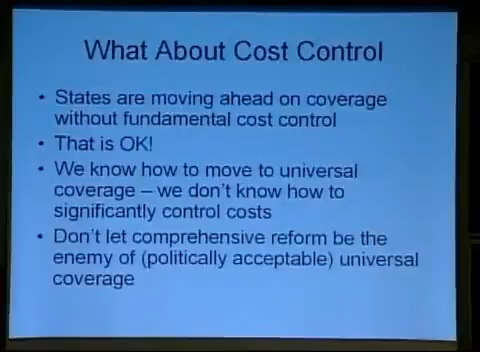 What About Cost Control
• States are moving ahead on coverage
without fundamental cost control
• That is OK!
• We know how to move to universal
coverage – we don't know how to
significantly control costs
• Don't let comprehensive reform be the
enemy of (politically acceptable) universal
coverage